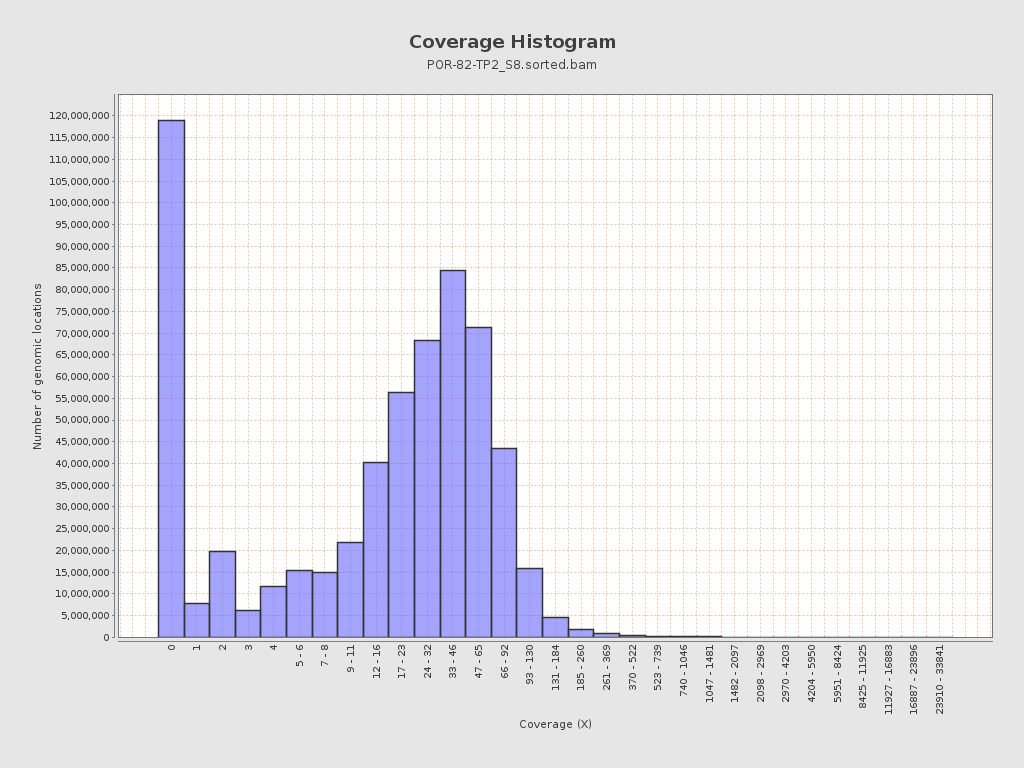 Coverage Histogram
POR-82-TP2_S8.sorted.bam
Number of genomic locations
120,000,000
115,000,000
110,000,000
105,000,000
100,000,000
95,000,000
90,000,000
85,000,000
80,000,000
75,000,000
70,000,000
65,000,000
60,000,000
55,000,000
50,000,000
45,000,000
40,000,000
35,000,000
30,000,000
25,000,000
20,000,000
15,000,000
10,000,000
5,000,000
0
0
1
2
3
4
5 - 6
7 - 8
9 - 11
12 - 16
17 - 23
24 - 32
33 - 46
47 - 65
66 - 92
93 - 130
131 - 184
185 - 260
261 - 369
370 - 522
523 - 739
740 - 1046
1047 - 1481
1482 - 2097
2098 - 2969
2970 - 4203
4204 - 5950
5951 - 8424
8425 - 11925
11927 - 16883
16887 - 23896
23910 - 33841
Coverage (X)